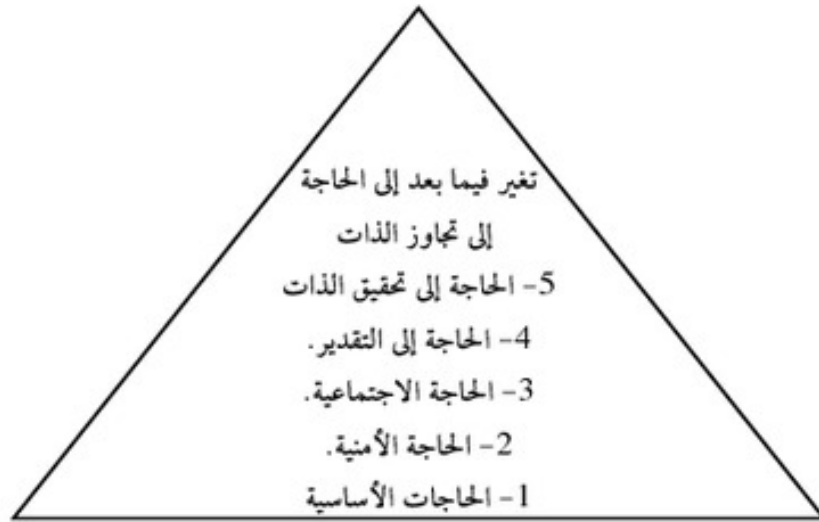 تغير فيما بعد إلى الحاجة
إلى تجاوز الذات
5- الحاجة إلى تحقيق الذات
4- الحاجة إلى التقدير.
3- الحاجة الاجتماعية.
2- الحاجة الأمنية.
1- الحاجات الأساسية